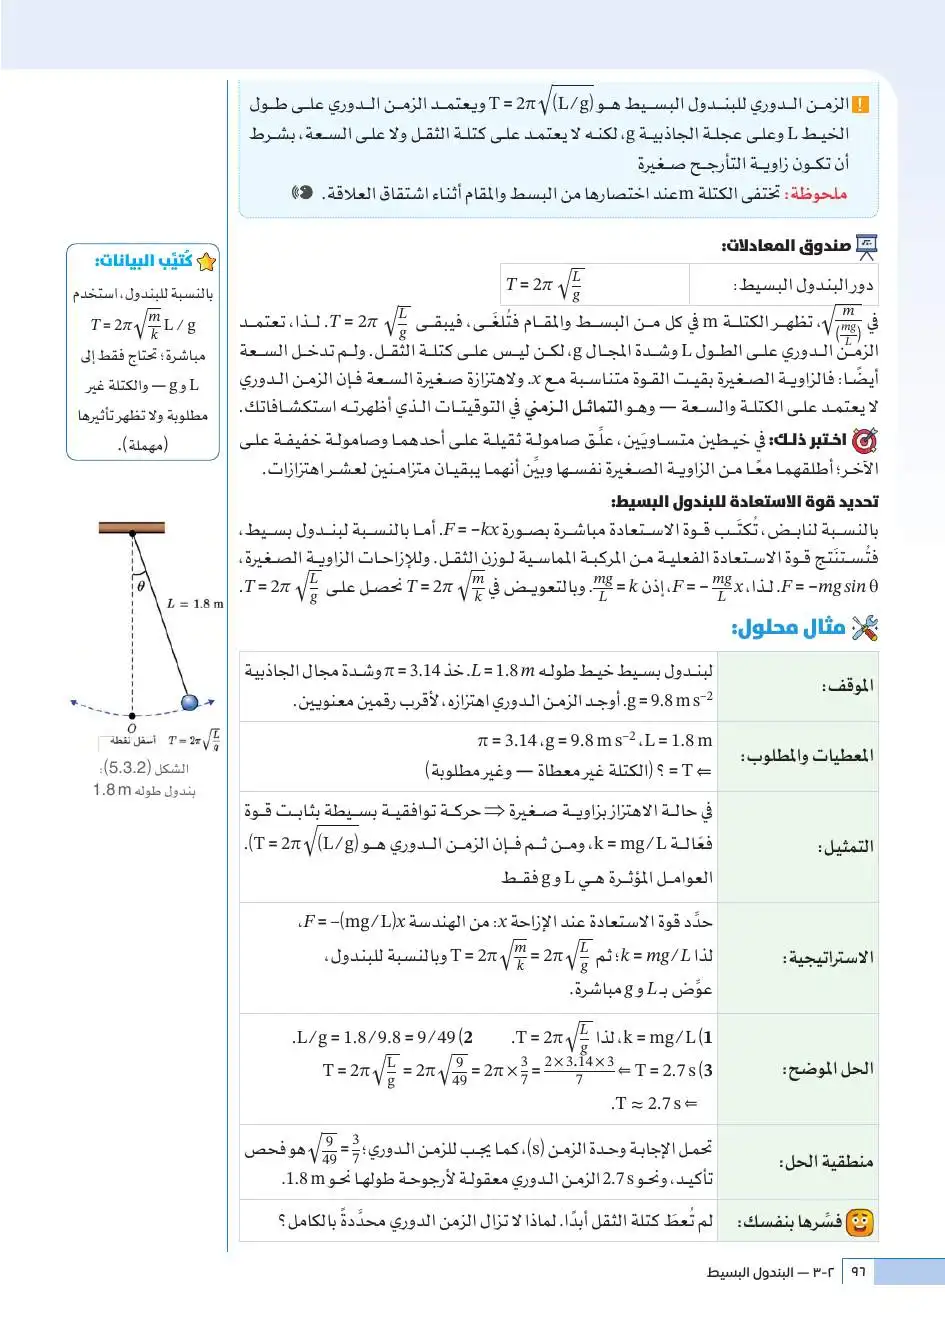 الزمن الدوري للبندول البسيط هو T = 2π√(L/g) ويعتمد الزمن الدوري على طول
الخيط L وعلى عجلة الجاذبية g، لكنه لا يعتمد على كتلة الثقل ولا على السعة، بشرط
أن تكون زاوية التأرجح صغيرة
ملحوظة: تختفي الكتلة m عند اختصارها من البسط والمقام أثناء اشتقاق العلاقة.
صندوق المعادلات:
دور البندول البسيط: T = 2π √(L/g)
في √(m/(mg/L))، تظهر الكتلة m في كل من البسط والمقام فتُلغَى، فيبقى T = 2π √(L/g). لذا، تعتمد
الزمن الدوري على الطول L وشدة المجال g، لكن ليس على كتلة الثقل. ولم تدخل السعة
أيضًا: فالزاوية الصغيرة بقيت القوة متناسبة مع x. ولاهتزازة صغيرة السعة فإن الزمن الدوري
لا يعتمد على الكتلة والسعة — وهو التماثل الزمني في التوقيتات الذي أظهرته استكشافاتك.
اختبر ذلك: في خيطين متساويَين، علّق صامولة ثقيلة على أحدهما وصامولة خفيفة على
الآخر؛ أطلقهما معًا من الزاوية الصغيرة نفسها وبيِّن أنهما يبقيان متزامنين لعشر اهتزازات.
تحديد قوة الاستعادة للبندول البسيط:
بالنسبة لنابض، تُكتَب قوة الاستعادة مباشرة بصورة F = −kx. أما بالنسبة لبندول بسيط،
فتُستنَتج قوة الاستعادة الفعلية من المركبة المماسية لوزن الثقل. وللإزاحات الزاوية الصغيرة،
F = −mg sin θ. لذا، F = − mg/L x، إذن k = mg/L. وبالتعويض في T = 2π √(m/k) نحصل على T = 2π √(L/g).
مثال محلول:
الموقف: لبندول بسيط خيط طوله L = 1.8 m. خذ π = 3.14 وشدة مجال الجاذبية
g = 9.8 m s⁻². أوجد الزمن الدوري اهتزازه، لأقرب رقمين معنويين.
المعطيات والمطلوب: π = 3.14 ،g = 9.8 m s⁻² ،L = 1.8 m
⇐ T = ؟ (الكتلة غير معطاة — وغير مطلوبة)
التمثيل: في حالة الاهتزاز بزاوية صغيرة ⇒ حركة توافقية بسيطة بثابت قوة
فعّالة k = mg/L، ومن ثم فإن الزمن الدوري هو (T = 2π√(L/g)).
العوامل المؤثرة هي L و g فقط
الاستراتيجية: حدَّد قوة الاستعادة عند الإزاحة x: من الهندسة F = −(mg/L)x،
لذا k = mg/L؛ ثم T = 2π√(m/k) = 2π√(L/g) وبالنسبة للبندول،
عوِّض بـ L و g مباشرة.
الحل الموضح: 1) k = mg/L، لذا T = 2π√(L/g). 2) L/g = 1.8/9.8 = 9/49.
3) T = 2π√(L/g) = 2π√(9/49) = 2π × 3/7 = (2×3.14×3)/7 ⇐ T = 2.7 s
⇐ T ≈ 2.7 s.
منطقية الحل: تحمل الإجابة وحدة الزمن (s)، كما يجب للزمن الدوري؛ √(9/49) = 3/7 هو فحص
تأكيد، ونحو 2.7 s الزمن الدوري معقولة لأرجوحة طولها نحو 1.8 m.
فسِّرها بنفسك: لم تُعطَ كتلة الثقل أبدًا. لماذا لا تزال الزمن الدوري محدَّدةً بالكامل؟
كُتيِّب البيانات:
بالنسبة للبندول، استخدم
T = 2π√(m/k) L / g
مباشرة؛ تحتاج فقط إلى
L و g — والكتلة غير
مطلوبة ولا تظهر تأثيرها
(مهملة).
θ
L = 1.8 m
O
أسفل نقطة
T = 2π√(L/g)
الشكل (5.3.2):
بندول طوله 1.8 m
٩٦
٣-٢ — البندول البسيط